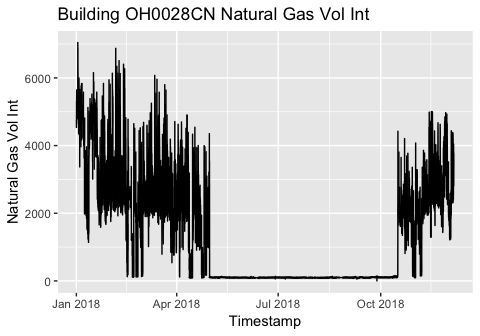 Building OH0028CN Natural Gas Vol Int
Natural Gas Vol Int
6000
4000
2000
0
Jan 2018
Apr 2018
Jul 2018
Oct 2018
Timestamp